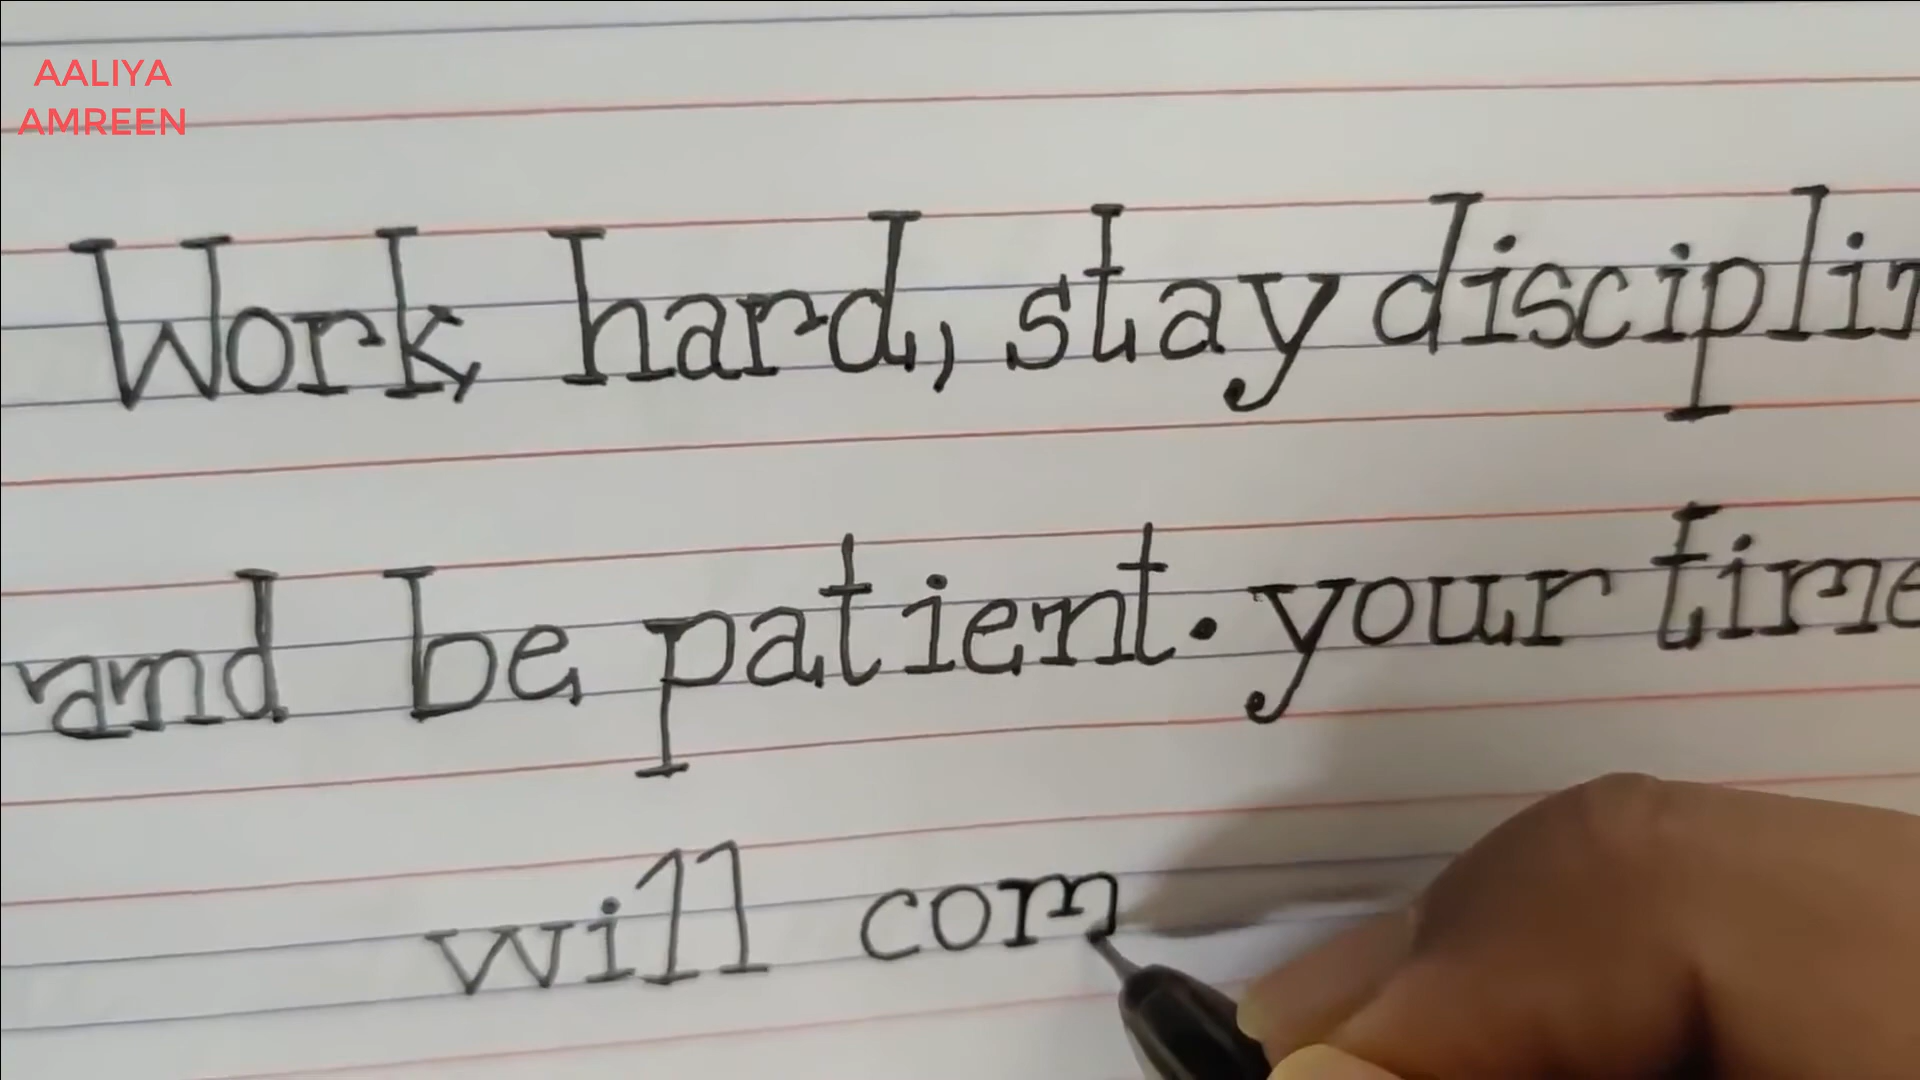 AALIYA
AMREEN
Work hard, stay disciplin
and be patient. your time
will com